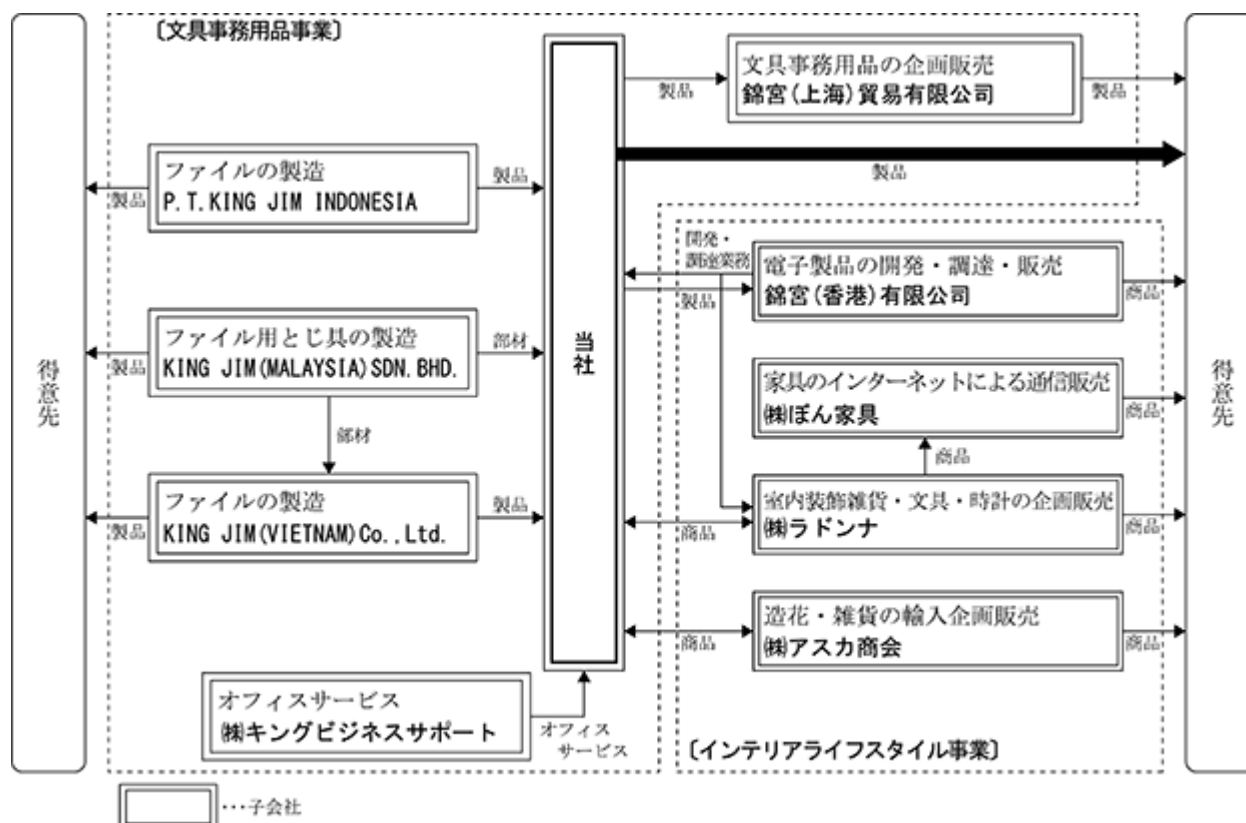 〔文具事務用品事業〕
文具事務用品の企画販売
錦宮(上海)貿易有限公司
製品
製品
製品
ファイルの製造
P.T.KING JIM INDONESIA
製品
製品
開発・
調達業務
電子製品の開発・調達・販売
錦宮(香港)有限公司
製品
商品
ファイル用とじ具の製造
KING JIM(MALAYSIA)SDN.BHD.
製品
部材
部材
当社
得意先
得意先
家具のインターネットによる通信販売
㈱ぼん家具
商品
商品
ファイルの製造
KING JIM(VIETNAM)Co.,Ltd.
製品
製品
室内装飾雑貨・文具・時計の企画販売
㈱ラドンナ
商品
商品
造花・雑貨の輸入企画販売
㈱アスカ商会
商品
商品
オフィスサービス
㈱キングビジネスサポート
オフィス
サービス
〔インテリアライフスタイル事業〕
・・・子会社